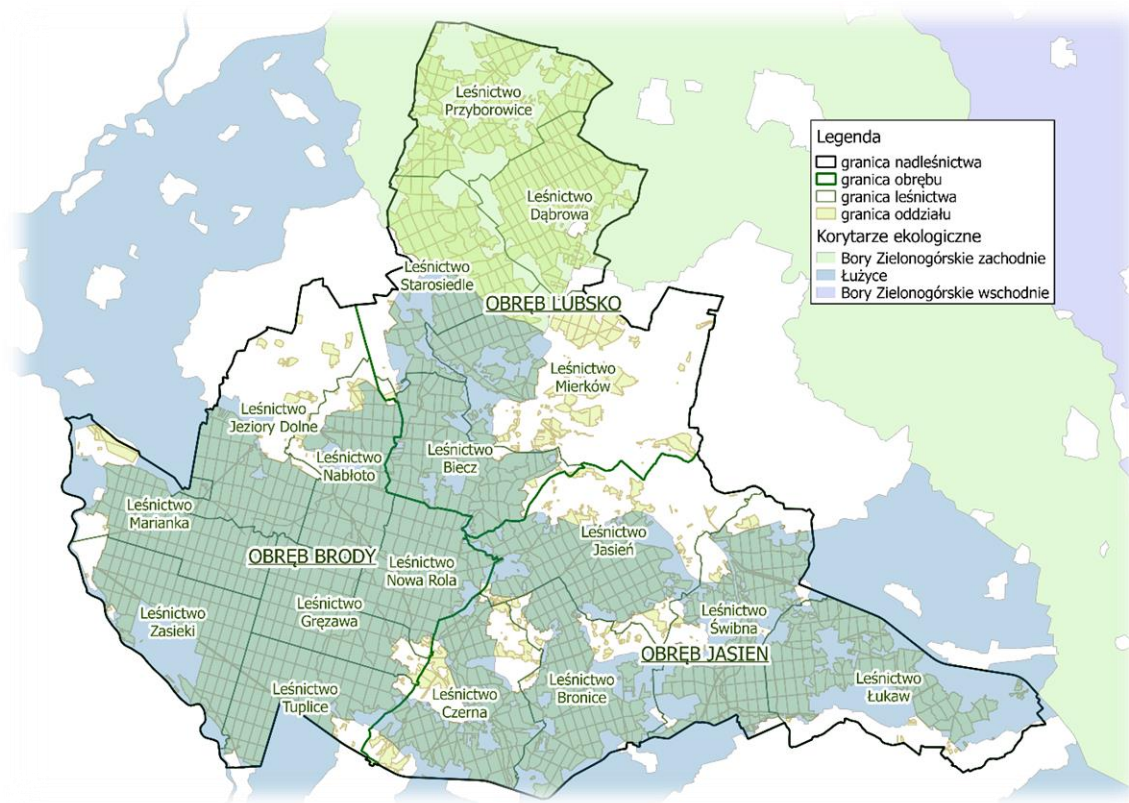 Leśnictwo
Przyborowice
Leśnictwo
Dąbrowa
Leśnictwo
Starosiedle
OBRĘB LUBSKO
Leśnictwo
Mierków
Leśnictwo
Jeziory Dolne
Leśnictwo
Nabłoto
Leśnictwo
Biecz
Leśnictwo
Marianka
OBRĘB BRODY
Leśnictwo
Nowa Rola
Leśnictwo
Jasień
Leśnictwo
Zasieki
Leśnictwo
Gręzawa
Leśnictwo
Świbna
OBRĘB JASIEN
Leśnictwo
Tuplice
Leśnictwo
Czerna
Leśnictwo
Bronice
Leśnictwo
Łukaw
Legenda
granica nadleśnictwa
granica obrębu
granica leśnictwa
granica oddziału
Korytarze ekologiczne
Bory Zielonogórskie zachodnie
Łużyce
Bory Zielonogórskie wschodnie